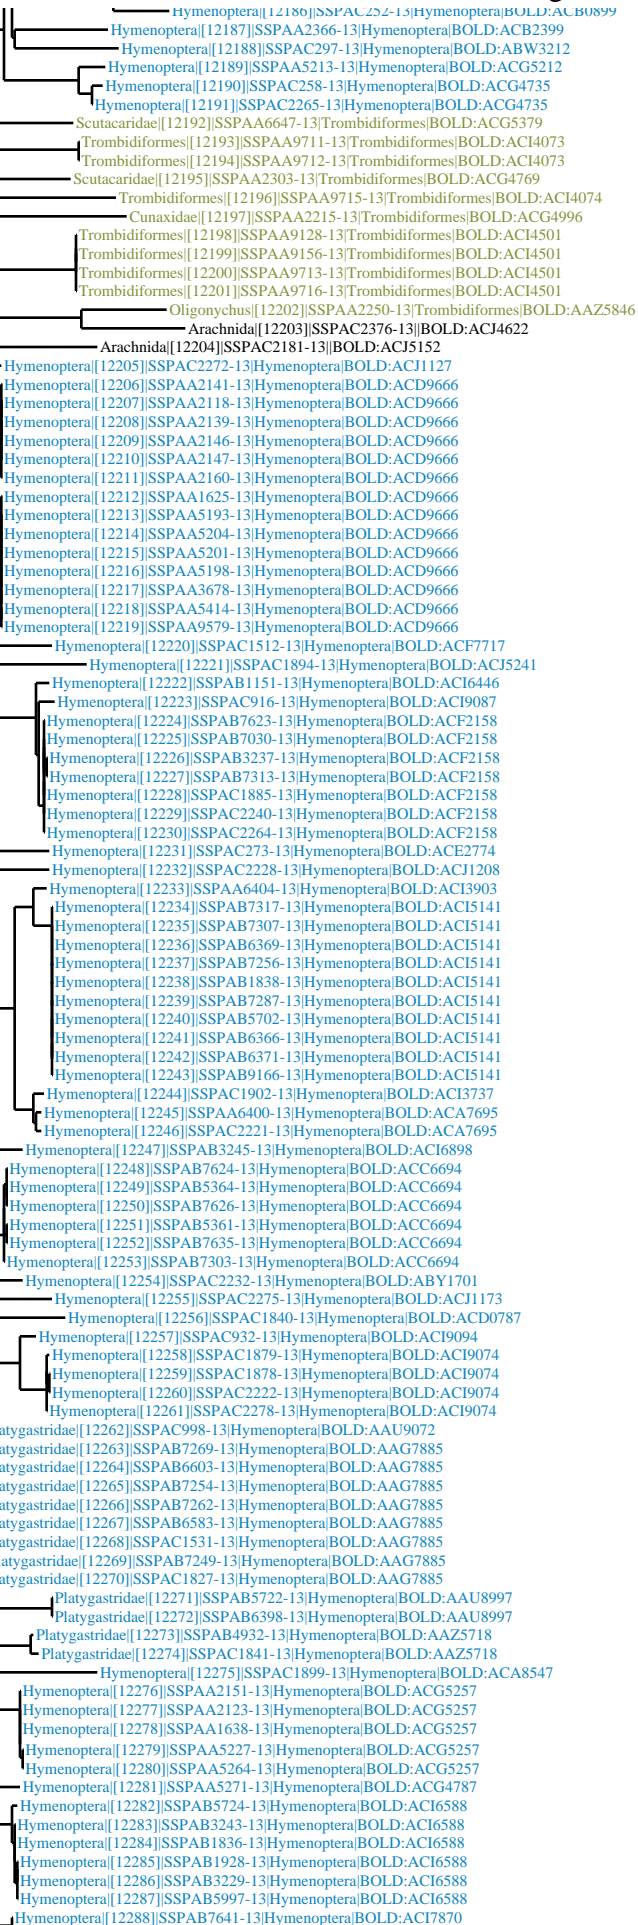 Hymenoptera|[12186]|SSPAC252-13|Hymenoptera|BOLD:ACB0899
Hymenoptera|[12187]|SSPAA2366-13|Hymenoptera|BOLD:ACB2399
Hymenoptera|[12188]|SSPAC297-13|Hymenoptera|BOLD:ABW3212
Hymenoptera|[12189]|SSPAA5213-13|Hymenoptera|BOLD:ACG5212
Hymenoptera|[12190]|SSPAC258-13|Hymenoptera|BOLD:ACG4735
Hymenoptera|[12191]|SSPAC2265-13|Hymenoptera|BOLD:ACG4735
Scutacaridae|[12192]|SSPAA6647-13|Trombidiformes|BOLD:ACG5379
Trombidiformes|[12193]|SSPAA9711-13|Trombidiformes|BOLD:ACI4073
Trombidiformes|[12194]|SSPAA9712-13|Trombidiformes|BOLD:ACI4073
Scutacaridae|[12195]|SSPAA2303-13|Trombidiformes|BOLD:ACG4769
Trombidiformes|[12196]|SSPAA9715-13|Trombidiformes|BOLD:ACI4074
Cunaxidae|[12197]|SSPAA2215-13|Trombidiformes|BOLD:ACG4996
Trombidiformes|[12198]|SSPAA9128-13|Trombidiformes|BOLD:ACI4501
Trombidiformes|[12199]|SSPAA9156-13|Trombidiformes|BOLD:ACI4501
Trombidiformes|[12200]|SSPAA9713-13|Trombidiformes|BOLD:ACI4501
Trombidiformes|[12201]|SSPAA9716-13|Trombidiformes|BOLD:ACI4501
Oligonychus|[12202]|SSPAA2250-13|Trombidiformes|BOLD:AAZ5846
Arachnida|[12203]|SSPAC2376-13||BOLD:ACJ4622
Arachnida|[12204]|SSPAC2181-13||BOLD:ACJ5152
Hymenoptera|[12205]|SSPAC2272-13|Hymenoptera|BOLD:ACJ1127
Hymenoptera|[12206]|SSPAA2141-13|Hymenoptera|BOLD:ACD9666
Hymenoptera|[12207]|SSPAA2118-13|Hymenoptera|BOLD:ACD9666
Hymenoptera|[12208]|SSPAA2139-13|Hymenoptera|BOLD:ACD9666
Hymenoptera|[12209]|SSPAA2146-13|Hymenoptera|BOLD:ACD9666
Hymenoptera|[12210]|SSPAA2147-13|Hymenoptera|BOLD:ACD9666
Hymenoptera|[12211]|SSPAA2160-13|Hymenoptera|BOLD:ACD9666
Hymenoptera|[12212]|SSPAA1625-13|Hymenoptera|BOLD:ACD9666
Hymenoptera|[12213]|SSPAA5193-13|Hymenoptera|BOLD:ACD9666
Hymenoptera|[12214]|SSPAA5204-13|Hymenoptera|BOLD:ACD9666
Hymenoptera|[12215]|SSPAA5201-13|Hymenoptera|BOLD:ACD9666
Hymenoptera|[12216]|SSPAA5198-13|Hymenoptera|BOLD:ACD9666
Hymenoptera|[12217]|SSPAA3678-13|Hymenoptera|BOLD:ACD9666
Hymenoptera|[12218]|SSPAA5414-13|Hymenoptera|BOLD:ACD9666
Hymenoptera|[12219]|SSPAA9579-13|Hymenoptera|BOLD:ACD9666
Hymenoptera|[12220]|SSPAC1512-13|Hymenoptera|BOLD:ACF7717
Hymenoptera|[12221]|SSPAC1894-13|Hymenoptera|BOLD:ACJ5241
Hymenoptera|[12222]|SSPAB1151-13|Hymenoptera|BOLD:ACI6446
Hymenoptera|[12223]|SSPAC916-13|Hymenoptera|BOLD:ACI9087
Hymenoptera|[12224]|SSPAB7623-13|Hymenoptera|BOLD:ACF2158
Hymenoptera|[12225]|SSPAB7030-13|Hymenoptera|BOLD:ACF2158
Hymenoptera|[12226]|SSPAB3237-13|Hymenoptera|BOLD:ACF2158
Hymenoptera|[12227]|SSPAB7313-13|Hymenoptera|BOLD:ACF2158
Hymenoptera|[12228]|SSPAC1885-13|Hymenoptera|BOLD:ACF2158
Hymenoptera|[12229]|SSPAC2240-13|Hymenoptera|BOLD:ACF2158
Hymenoptera|[12230]|SSPAC2264-13|Hymenoptera|BOLD:ACF2158
Hymenoptera|[12231]|SSPAC273-13|Hymenoptera|BOLD:ACE2774
Hymenoptera|[12232]|SSPAC2228-13|Hymenoptera|BOLD:ACJ1208
Hymenoptera|[12233]|SSPAA6404-13|Hymenoptera|BOLD:ACI3903
Hymenoptera|[12234]|SSPAB7317-13|Hymenoptera|BOLD:ACI5141
Hymenoptera|[12235]|SSPAB7307-13|Hymenoptera|BOLD:ACI5141
Hymenoptera|[12236]|SSPAB6369-13|Hymenoptera|BOLD:ACI5141
Hymenoptera|[12237]|SSPAB7256-13|Hymenoptera|BOLD:ACI5141
Hymenoptera|[12238]|SSPAB1838-13|Hymenoptera|BOLD:ACI5141
Hymenoptera|[12239]|SSPAB7287-13|Hymenoptera|BOLD:ACI5141
Hymenoptera|[12240]|SSPAB5702-13|Hymenoptera|BOLD:ACI5141
Hymenoptera|[12241]|SSPAB6366-13|Hymenoptera|BOLD:ACI5141
Hymenoptera|[12242]|SSPAB6371-13|Hymenoptera|BOLD:ACI5141
Hymenoptera|[12243]|SSPAB9166-13|Hymenoptera|BOLD:ACI5141
Hymenoptera|[12244]|SSPAC1902-13|Hymenoptera|BOLD:ACI3737
Hymenoptera|[12245]|SSPAA6400-13|Hymenoptera|BOLD:ACA7695
Hymenoptera|[12246]|SSPAC2221-13|Hymenoptera|BOLD:ACA7695
Hymenoptera|[12247]|SSPAB3245-13|Hymenoptera|BOLD:ACI6898
Hymenoptera|[12248]|SSPAB7624-13|Hymenoptera|BOLD:ACC6694
Hymenoptera|[12249]|SSPAB5364-13|Hymenoptera|BOLD:ACC6694
Hymenoptera|[12250]|SSPAB7626-13|Hymenoptera|BOLD:ACC6694
Hymenoptera|[12251]|SSPAB5361-13|Hymenoptera|BOLD:ACC6694
Hymenoptera|[12252]|SSPAB7635-13|Hymenoptera|BOLD:ACC6694
Hymenoptera|[12253]|SSPAB7303-13|Hymenoptera|BOLD:ACC6694
Hymenoptera|[12254]|SSPAC2232-13|Hymenoptera|BOLD:ABY1701
Hymenoptera|[12255]|SSPAC2275-13|Hymenoptera|BOLD:ACJ1173
Hymenoptera|[12256]|SSPAC1840-13|Hymenoptera|BOLD:ACD0787
Hymenoptera|[12257]|SSPAC932-13|Hymenoptera|BOLD:ACI9094
Hymenoptera|[12258]|SSPAC1879-13|Hymenoptera|BOLD:ACI9074
Hymenoptera|[12259]|SSPAC1878-13|Hymenoptera|BOLD:ACI9074
Hymenoptera|[12260]|SSPAC2222-13|Hymenoptera|BOLD:ACI9074
Hymenoptera|[12261]|SSPAC2278-13|Hymenoptera|BOLD:ACI9074
atygastridae|[12262]|SSPAC998-13|Hymenoptera|BOLD:AAU9072
atygastridae|[12263]|SSPAB7269-13|Hymenoptera|BOLD:AAG7885
atygastridae|[12264]|SSPAB6603-13|Hymenoptera|BOLD:AAG7885
atygastridae|[12265]|SSPAB7254-13|Hymenoptera|BOLD:AAG7885
atygastridae|[12266]|SSPAB7262-13|Hymenoptera|BOLD:AAG7885
atygastridae|[12267]|SSPAB6583-13|Hymenoptera|BOLD:AAG7885
atygastridae|[12268]|SSPAC1531-13|Hymenoptera|BOLD:AAG7885
atygastridae|[12269]|SSPAB7249-13|Hymenoptera|BOLD:AAG7885
atygastridae|[12270]|SSPAC1827-13|Hymenoptera|BOLD:AAG7885
Platygastridae|[12271]|SSPAB5722-13|Hymenoptera|BOLD:AAU8997
Platygastridae|[12272]|SSPAB6398-13|Hymenoptera|BOLD:AAU8997
Platygastridae|[12273]|SSPAB4932-13|Hymenoptera|BOLD:AAZ5718
Platygastridae|[12274]|SSPAC1841-13|Hymenoptera|BOLD:AAZ5718
Hymenoptera|[12275]|SSPAC1899-13|Hymenoptera|BOLD:ACA8547
Hymenoptera|[12276]|SSPAA2151-13|Hymenoptera|BOLD:ACG5257
Hymenoptera|[12277]|SSPAA2123-13|Hymenoptera|BOLD:ACG5257
Hymenoptera|[12278]|SSPAA1638-13|Hymenoptera|BOLD:ACG5257
Hymenoptera|[12279]|SSPAA5227-13|Hymenoptera|BOLD:ACG5257
Hymenoptera|[12280]|SSPAA5264-13|Hymenoptera|BOLD:ACG5257
Hymenoptera|[12281]|SSPAA5271-13|Hymenoptera|BOLD:ACG4787
Hymenoptera|[12282]|SSPAB5724-13|Hymenoptera|BOLD:ACI6588
Hymenoptera|[12283]|SSPAB3243-13|Hymenoptera|BOLD:ACI6588
Hymenoptera|[12284]|SSPAB1836-13|Hymenoptera|BOLD:ACI6588
Hymenoptera|[12285]|SSPAB1928-13|Hymenoptera|BOLD:ACI6588
Hymenoptera|[12286]|SSPAB3229-13|Hymenoptera|BOLD:ACI6588
Hymenoptera|[12287]|SSPAB5997-13|Hymenoptera|BOLD:ACI6588
Hymenoptera|[12288]|SSPAB7641-13|Hymenoptera|BOLD:ACI7870